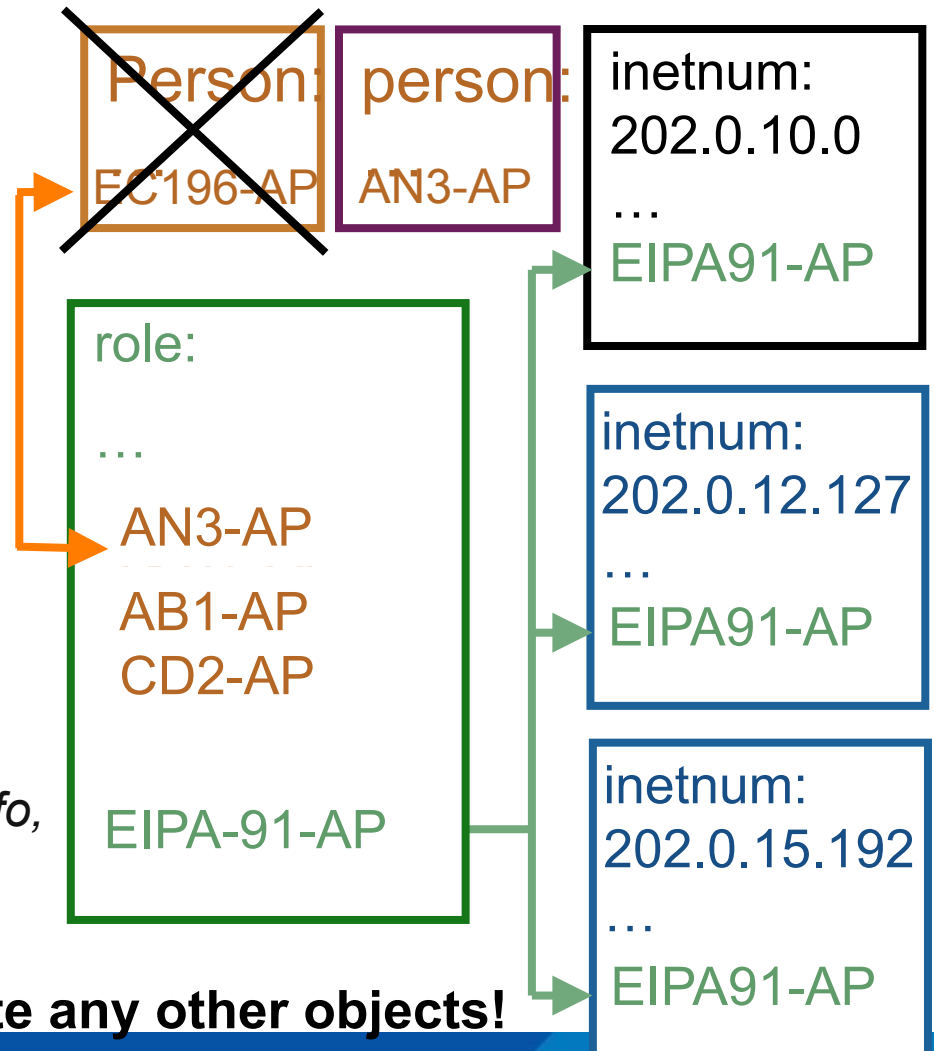 Person:
EC196-AP
person:
...
AN3-AP
inetnum:
202.0.10.0
...
EIPA91-AP
role:
...
AN3-AP
AB1-AP
CD2-AP
EIPA-91-AP
inetnum:
202.0.12.127
...
EIPA91-AP
inetnum:
202.0.15.192
...
EIPA91-AP
any other objects!